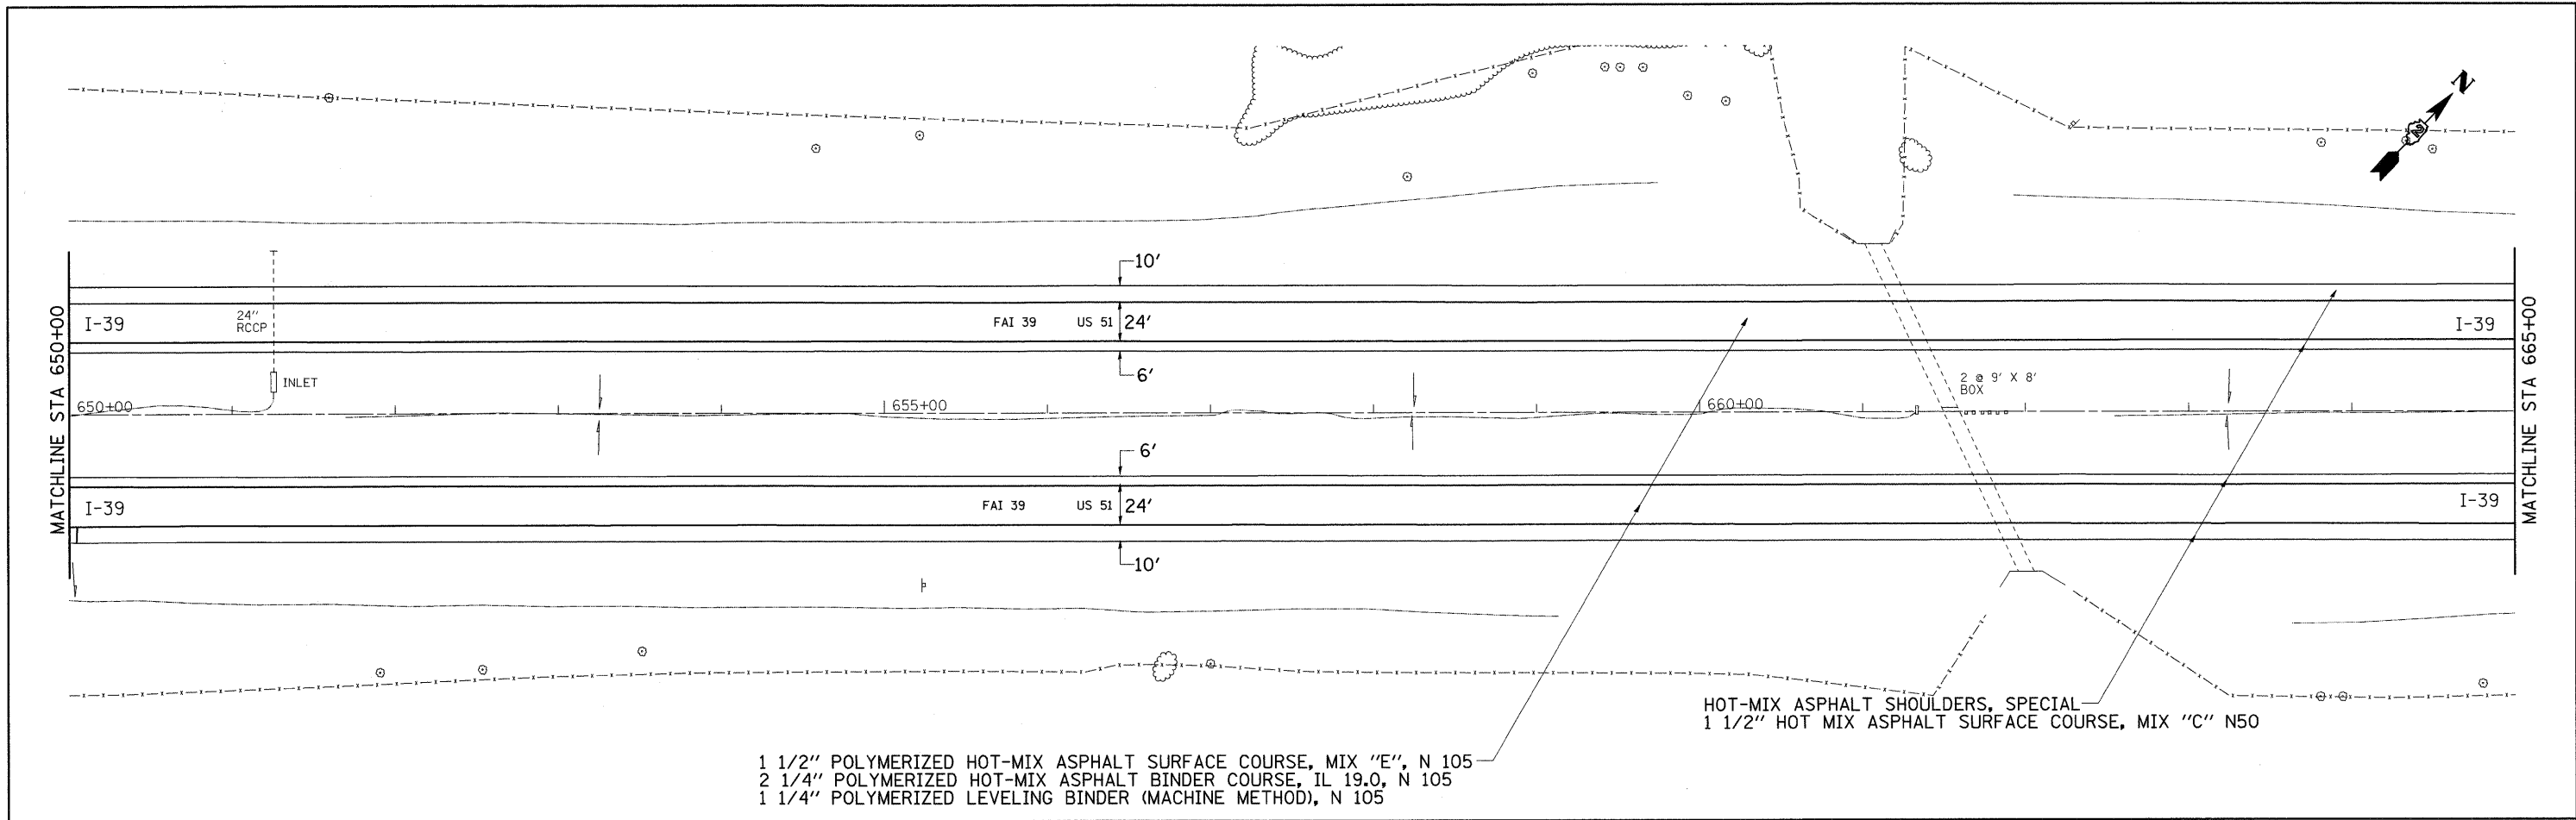 N
2
10'
MATCHLINE STA 650+00
I-39
24"
RCCP
FAI 39 US 51 24'
I-39
MATCHLINE STA 665+00
6'
INLET
2 @ 9' X 8'
BOX
650+00
655+00
660+00
6'
I-39
FAI 39 US 51 24'
I-39
10'
HOT-MIX ASPHALT SHOULDERS, SPECIAL
1 1/2" HOT MIX ASPHALT SURFACE COURSE, MIX "C" N50
1 1/2" POLYMERIZED HOT-MIX ASPHALT SURFACE COURSE, MIX "E", N 105
2 1/4" POLYMERIZED HOT-MIX ASPHALT BINDER COURSE, IL 19.0, N 105
1 1/4" POLYMERIZED LEVELING BINDER (MACHINE METHOD), N 105